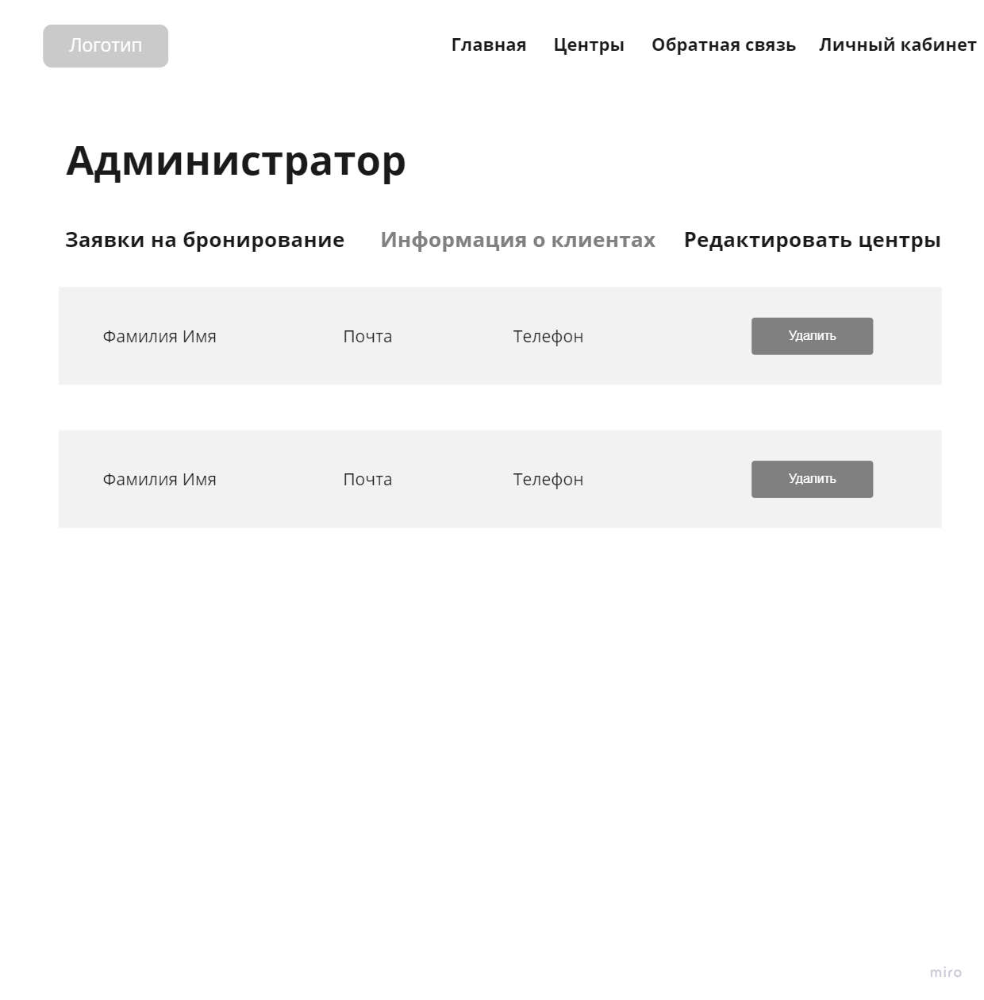 Логотип
Главная Центры Обратная связь Личный кабинет
Администратор
Заявки на бронирование Информация о клиентах Редактировать центры
Фамилия Имя Почта Телефон Удалить
Фамилия Имя Почта Телефон Удалить
miro